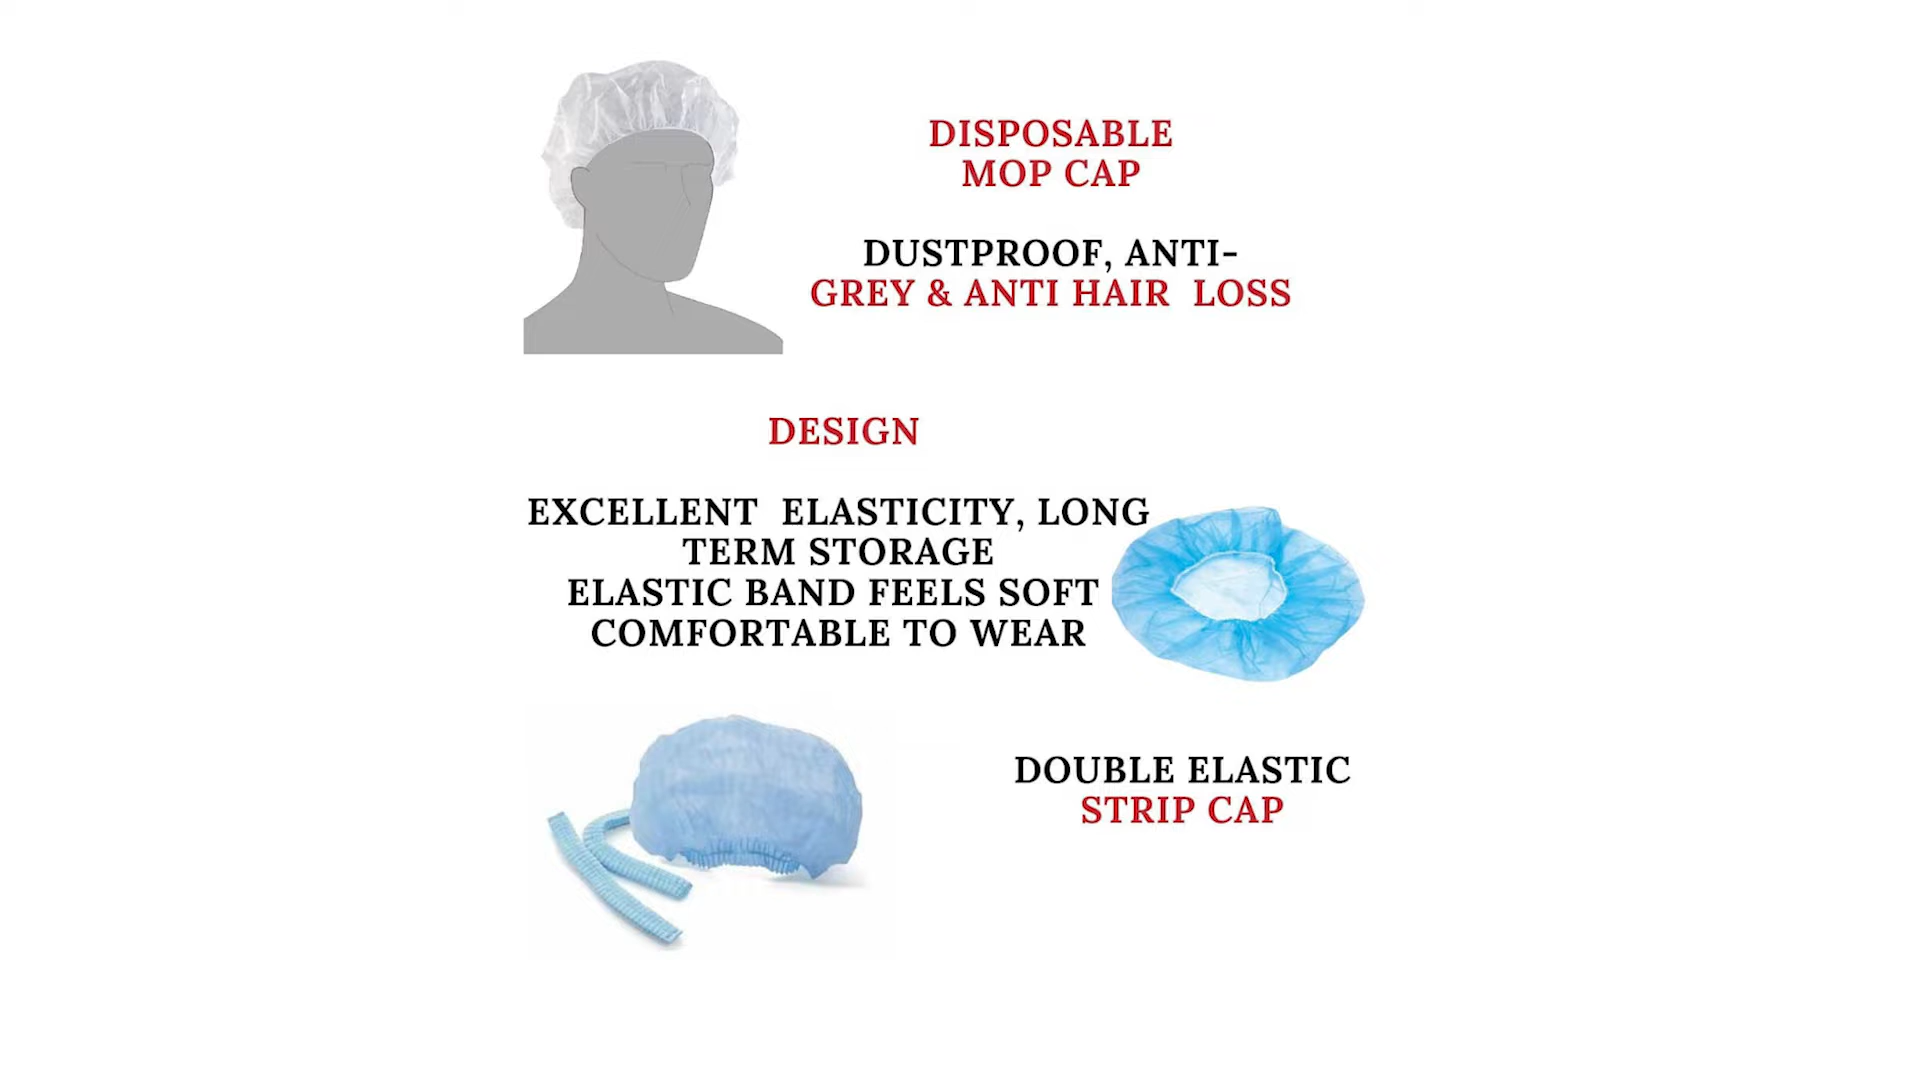 DISPOSABLE
MOP CAP
DUSTPROOF, ANTI-
GREY & ANTI HAIR LOSS
DESIGN
EXCELLENT ELASTICITY, LONG
TERM STORAGE
ELASTIC BAND FEELS SOFT
COMFORTABLE TO WEAR
DOUBLE ELASTIC
STRIP CAP